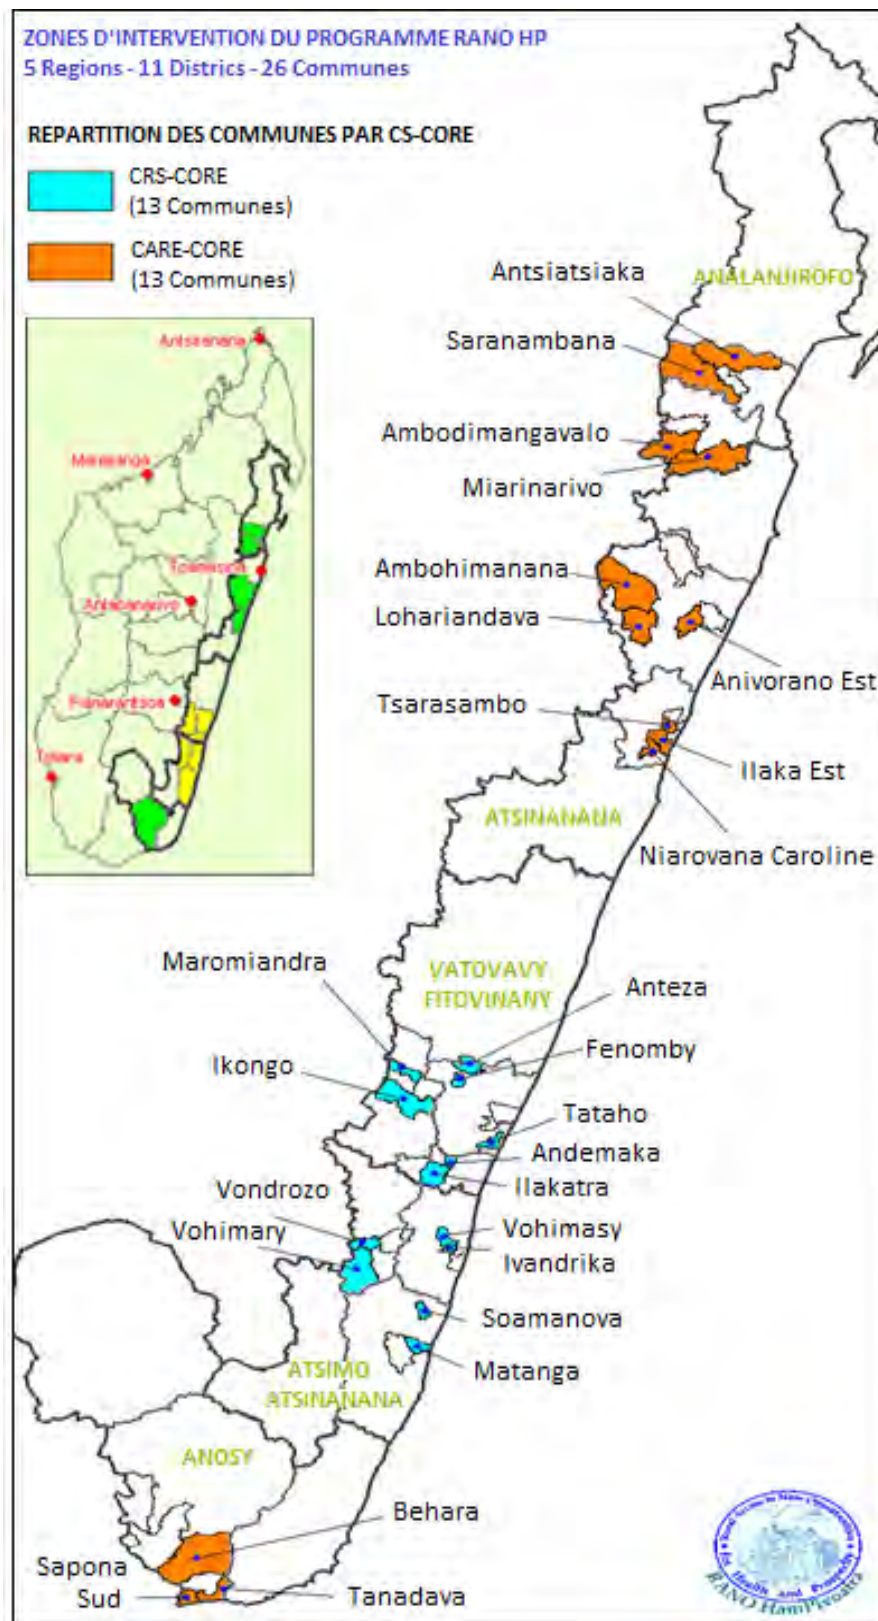 ZONES D'INTERVENTION DU PROGRAMME RANO HP
5 Regions - 11 Districs - 26 Communes
REPARTITION DES COMMUNES PAR CS-CORE
CRS-CORE
(13 Communes)
CARE-CORE
(13 Communes)
Antsiranana
Toamasina
Antananarivo
Fianarantsoa
Toliara
Antsiatsiaka
ANALANJIROFO
Saranambana
Ambodimangavalo
Miarinarivo
Ambohimanana
Lohariandava
Anivorano Est
Tsarasambo
Ilaka Est
ATSINANANA
Niarovana Caroline
Maromiandra
VATOVAVY
FITOVINANY
Anteza
Fenomby
Ikongo
Tataho
Andemaka
Ilakatra
Vondrozo
Vohimary
Vohimasy
Ivandrika
Soamanova
Matanga
ATSIMO
ATSINANANA
ANOSY
Behara
Sapona
Sud
Tanadava
RANO HamPivoatra